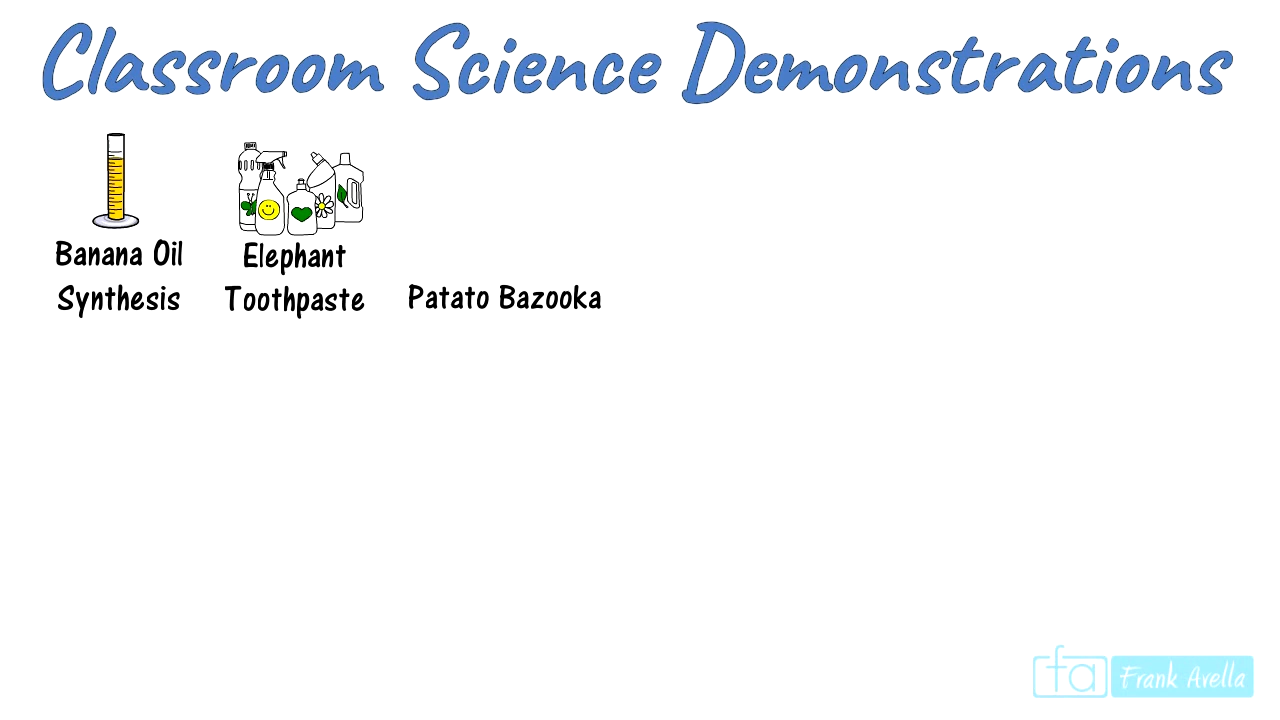 Classroom Science Demonstrations
Banana Oil
Synthesis
Elephant
Toothpaste
Patato Bazooka
fa Frank Avella